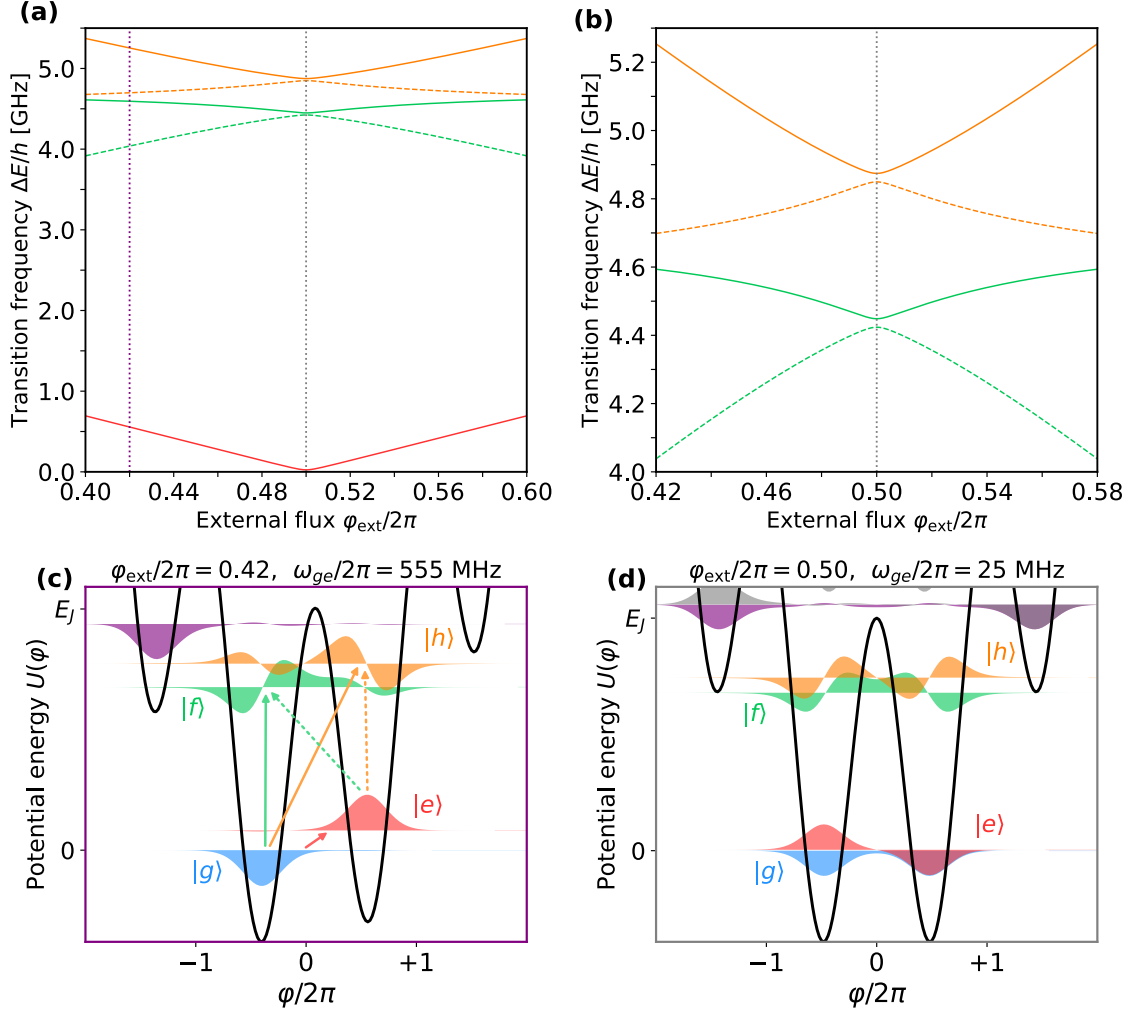 (a)
Transition frequency ΔE/h [GHz]
5.0
4.0
3.0
2.0
1.0
0.0
0.40
0.44
0.48
0.52
0.56
0.60
External flux φext/2π
(b)
Transition frequency ΔE/h [GHz]
5.2
5.0
4.8
4.6
4.4
4.2
4.0
0.42
0.46
0.50
0.54
0.58
External flux φext/2π
(c)
φext/2π = 0.42, ωge/2π = 555 MHz
Potential energy U(φ)
EJ
0
|h⟩
|f⟩
|e⟩
|g⟩
−1
0
+1
φ/2π
(d)
φext/2π = 0.50, ωge/2π = 25 MHz
Potential energy U(φ)
EJ
0
|h⟩
|f⟩
|e⟩
|g⟩
−1
0
+1
φ/2π